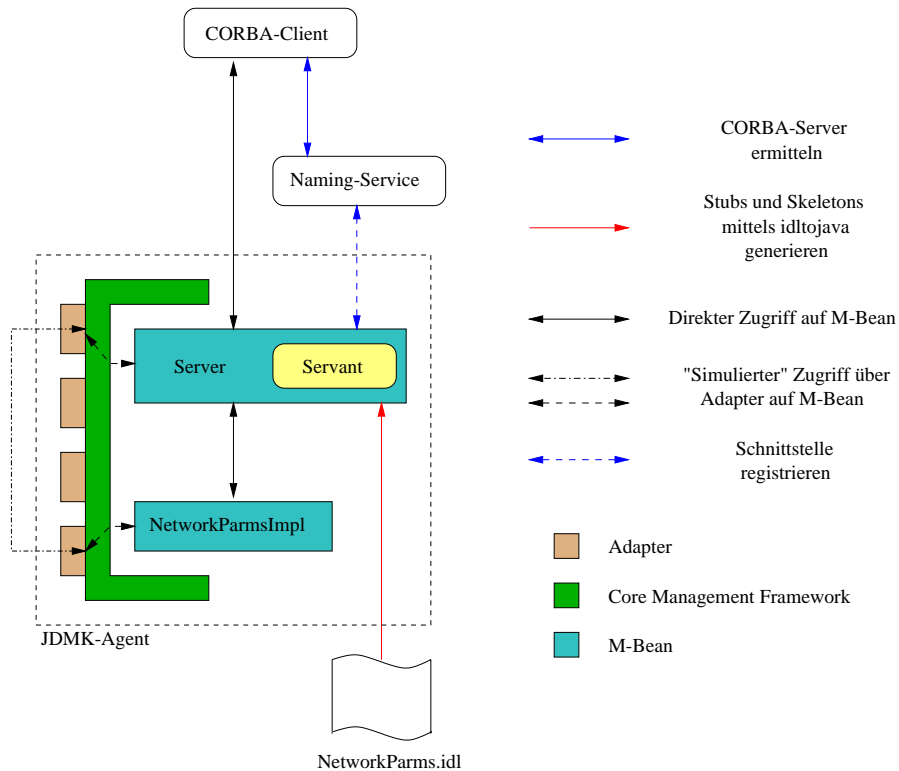 CORBA-Client
Naming-Service
Server
Servant
NetworkParmsImpl
JDMK-Agent
NetworkParms.idl
CORBA-Server
ermitteln
Stubs und Skeletons
mittels idltojava
generieren
Direkter Zugriff auf M-Bean
"Simulierter" Zugriff über
Adapter auf M-Bean
Schnittstelle
registrieren
Adapter
Core Management Framework
M-Bean